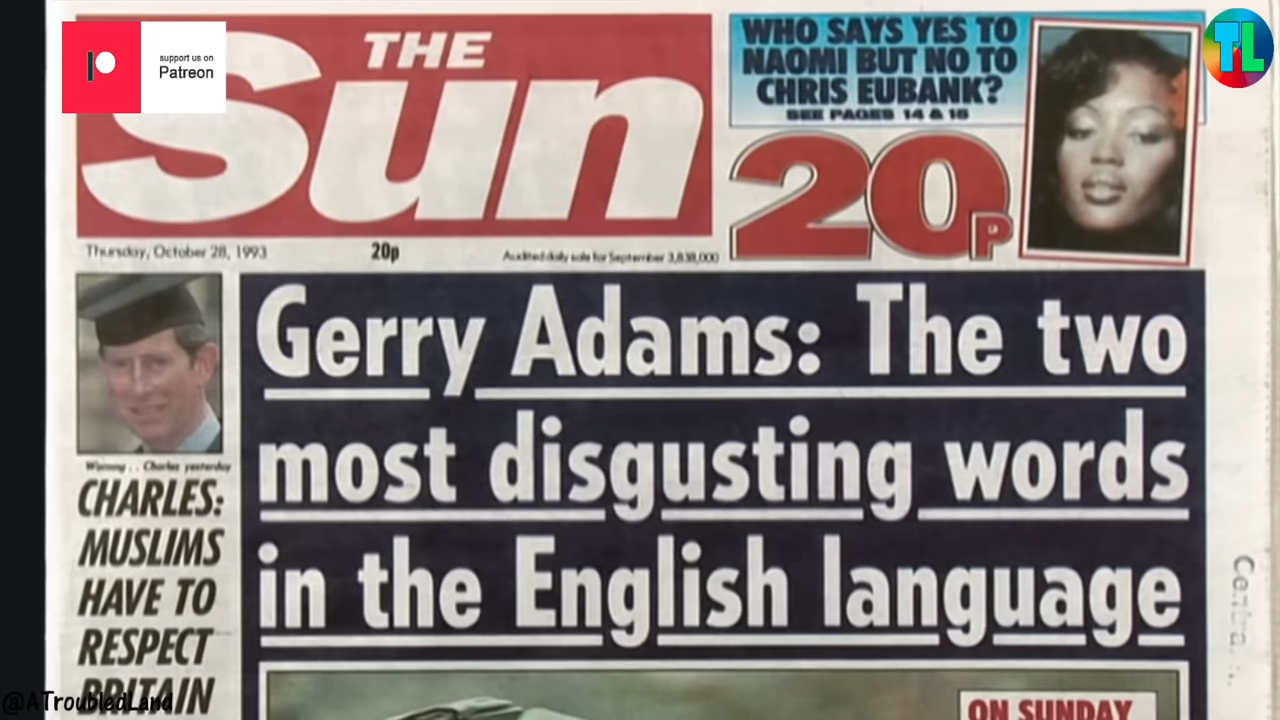 support us on
Patreon
TL
THE
Sun
WHO SAYS YES TO
NAOMI BUT NO TO
CHRIS EUBANK?
SEE PAGES 14 & 15
20P
Thursday, October 28, 1993
20p
Audited daily sale for September 3,838,000
Gerry Adams: The two
most disgusting words
in the English language
Warning . . Charles yesterday
CHARLES:
MUSLIMS
HAVE TO
RESPECT
BRITAIN
ON SUNDAY
@ATroubledLand